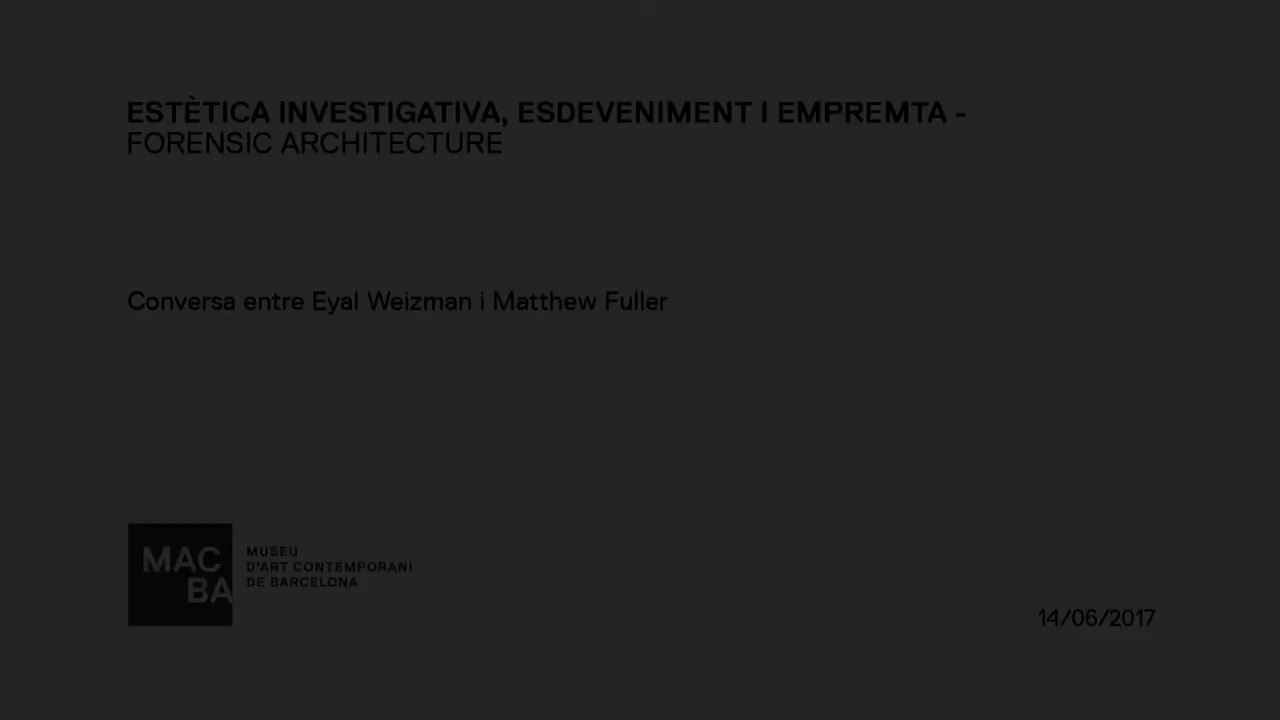 ESTÈTICA INVESTIGATIVA, ESDEVENIMENT I EMPREMTA -
FORENSIC ARCHITECTURE
Conversa entre Eyal Weizman i Matthew Fuller
MAC
BA
MUSEU
D'ART CONTEMPORANI
DE BARCELONA
14/06/2017